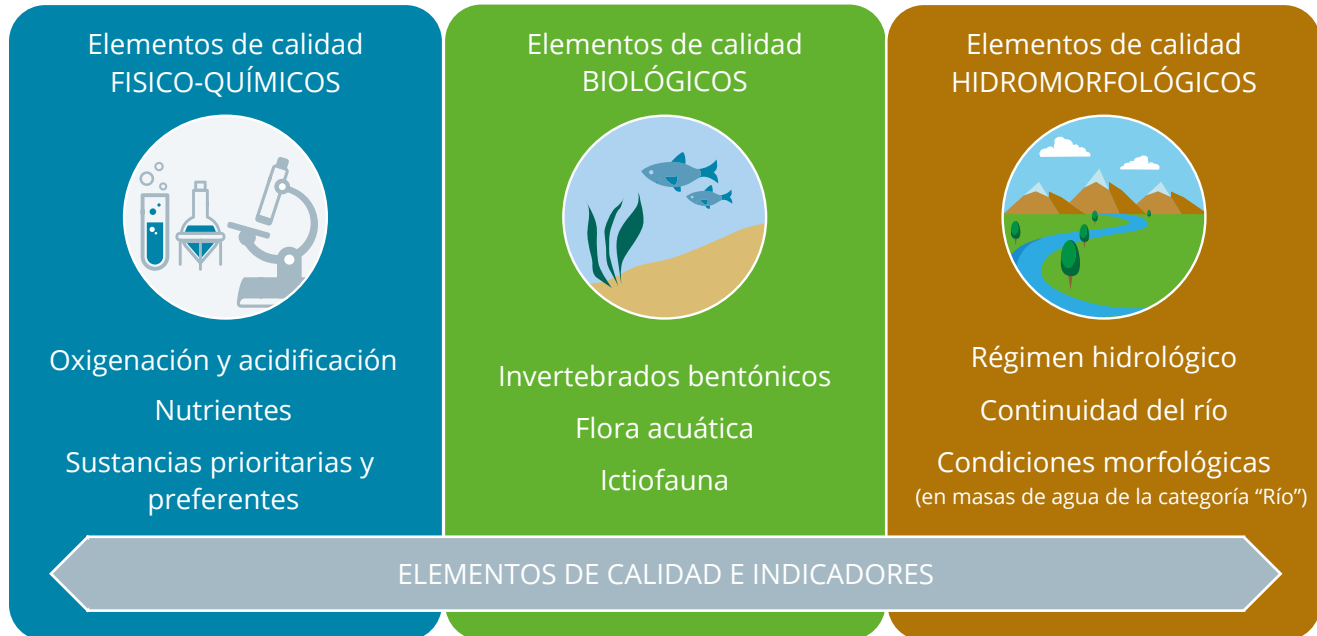 Elementos de calidad
FISICO-QUÍMICOS
Oxigenación y acidificación
Nutrientes
Sustancias prioritarias y
preferentes
Elementos de calidad
BIOLÓGICOS
Invertebrados bentónicos
Flora acuática
Ictiofauna
Elementos de calidad
HIDROMORFOLÓGICOS
Régimen hidrológico
Continuidad del río
Condiciones morfológicas
(en masas de agua de la categoría “Río”)
ELEMENTOS DE CALIDAD E INDICADORES